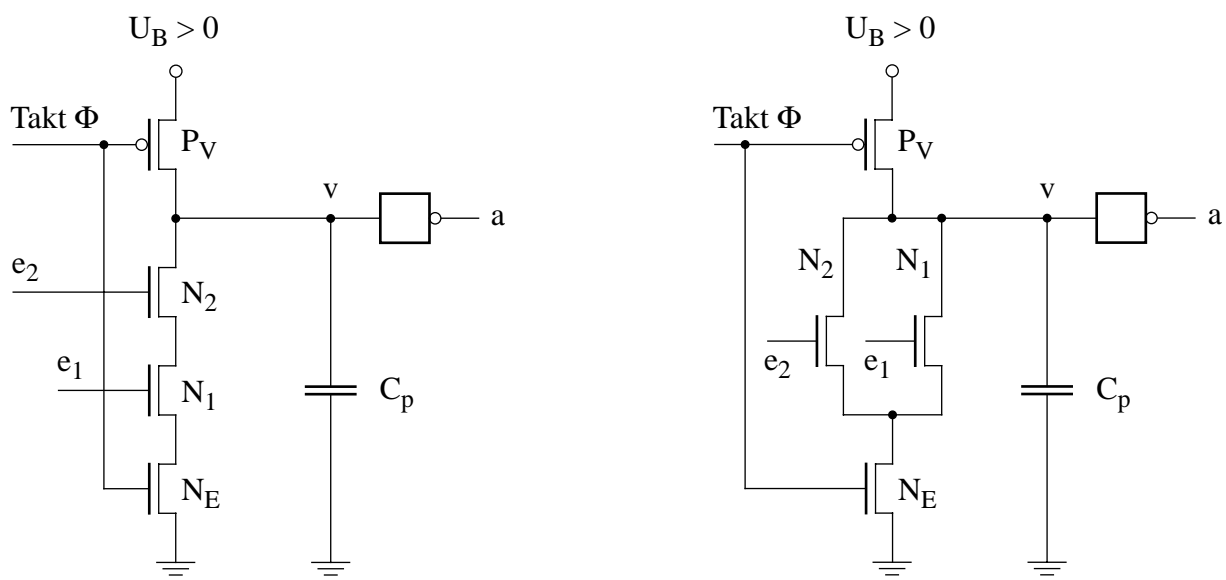 U_B > 0
Takt Φ
P_V
v
a
e_2
N_2
e_1
N_1
C_p
N_E
U_B > 0
Takt Φ
P_V
v
a
N_2
N_1
e_2
e_1
C_p
N_E